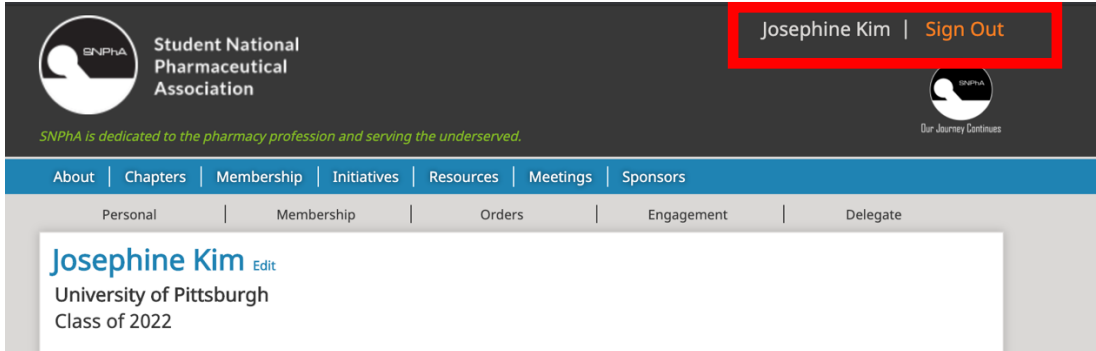 Josephine Kim | Sign Out
SNPhA
Student National
Pharmaceutical
Association
SNPhA
Our Journey Continues
SNPhA is dedicated to the pharmacy profession and serving the underserved.
About | Chapters | Membership | Initiatives | Resources | Meetings | Sponsors
Personal | Membership | Orders | Engagement | Delegate
Josephine Kim Edit
University of Pittsburgh
Class of 2022